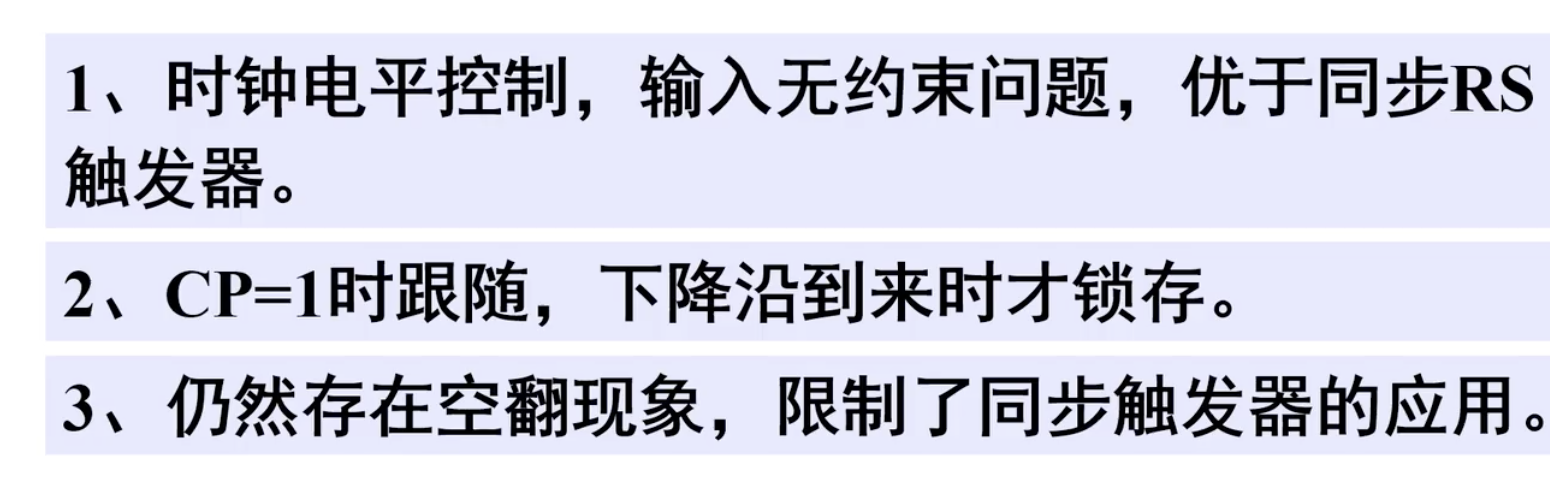 1、时钟电平控制，输入无约束问题，优于同步RS
触发器。
2、CP=1时跟随，下降沿到来时才锁存。
3、仍然存在空翻现象，限制了同步触发器的应用。